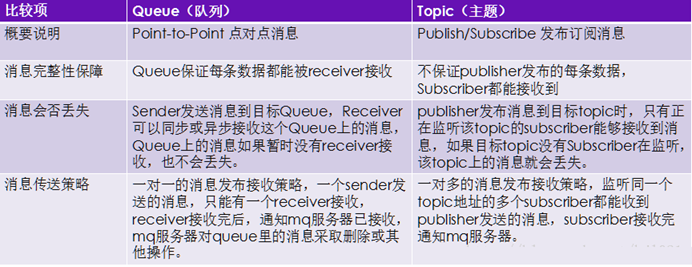 比较项 Queue（队列） Topic（主题）
概要说明 Point-to-Point 点对点消息 Publish/Subscribe 发布订阅消息
消息完整性保障 Queue保证每条数据都能被receiver接收 不保证publisher发布的每条数据，
Subscriber都能接收到
消息会否丢失 Sender发送消息到目标Queue，Receiver
可以同步或异步接收这个Queue上的消息，
Queue上的消息如果暂时没有receiver接
收，也不会丢失。
publisher发布消息到目标topic时，只有正
在监听该topic的subscriber能够接收到消
息，如果目标topic没有Subscriber在监听，
该topic上的消息就会丢失。
消息传送策略 一对一的消息发布接收策略，一个sender发
送的消息，只能有一个receiver接收，
receiver接收完后，通知mq服务器已接收，
mq服务器对queue里的消息采取删除或其
他操作。
一对多的消息发布接收策略，监听同一个
topic地址的多个subscriber都能收到
publisher发送的消息，subscriber接收完
通知mq服务器。